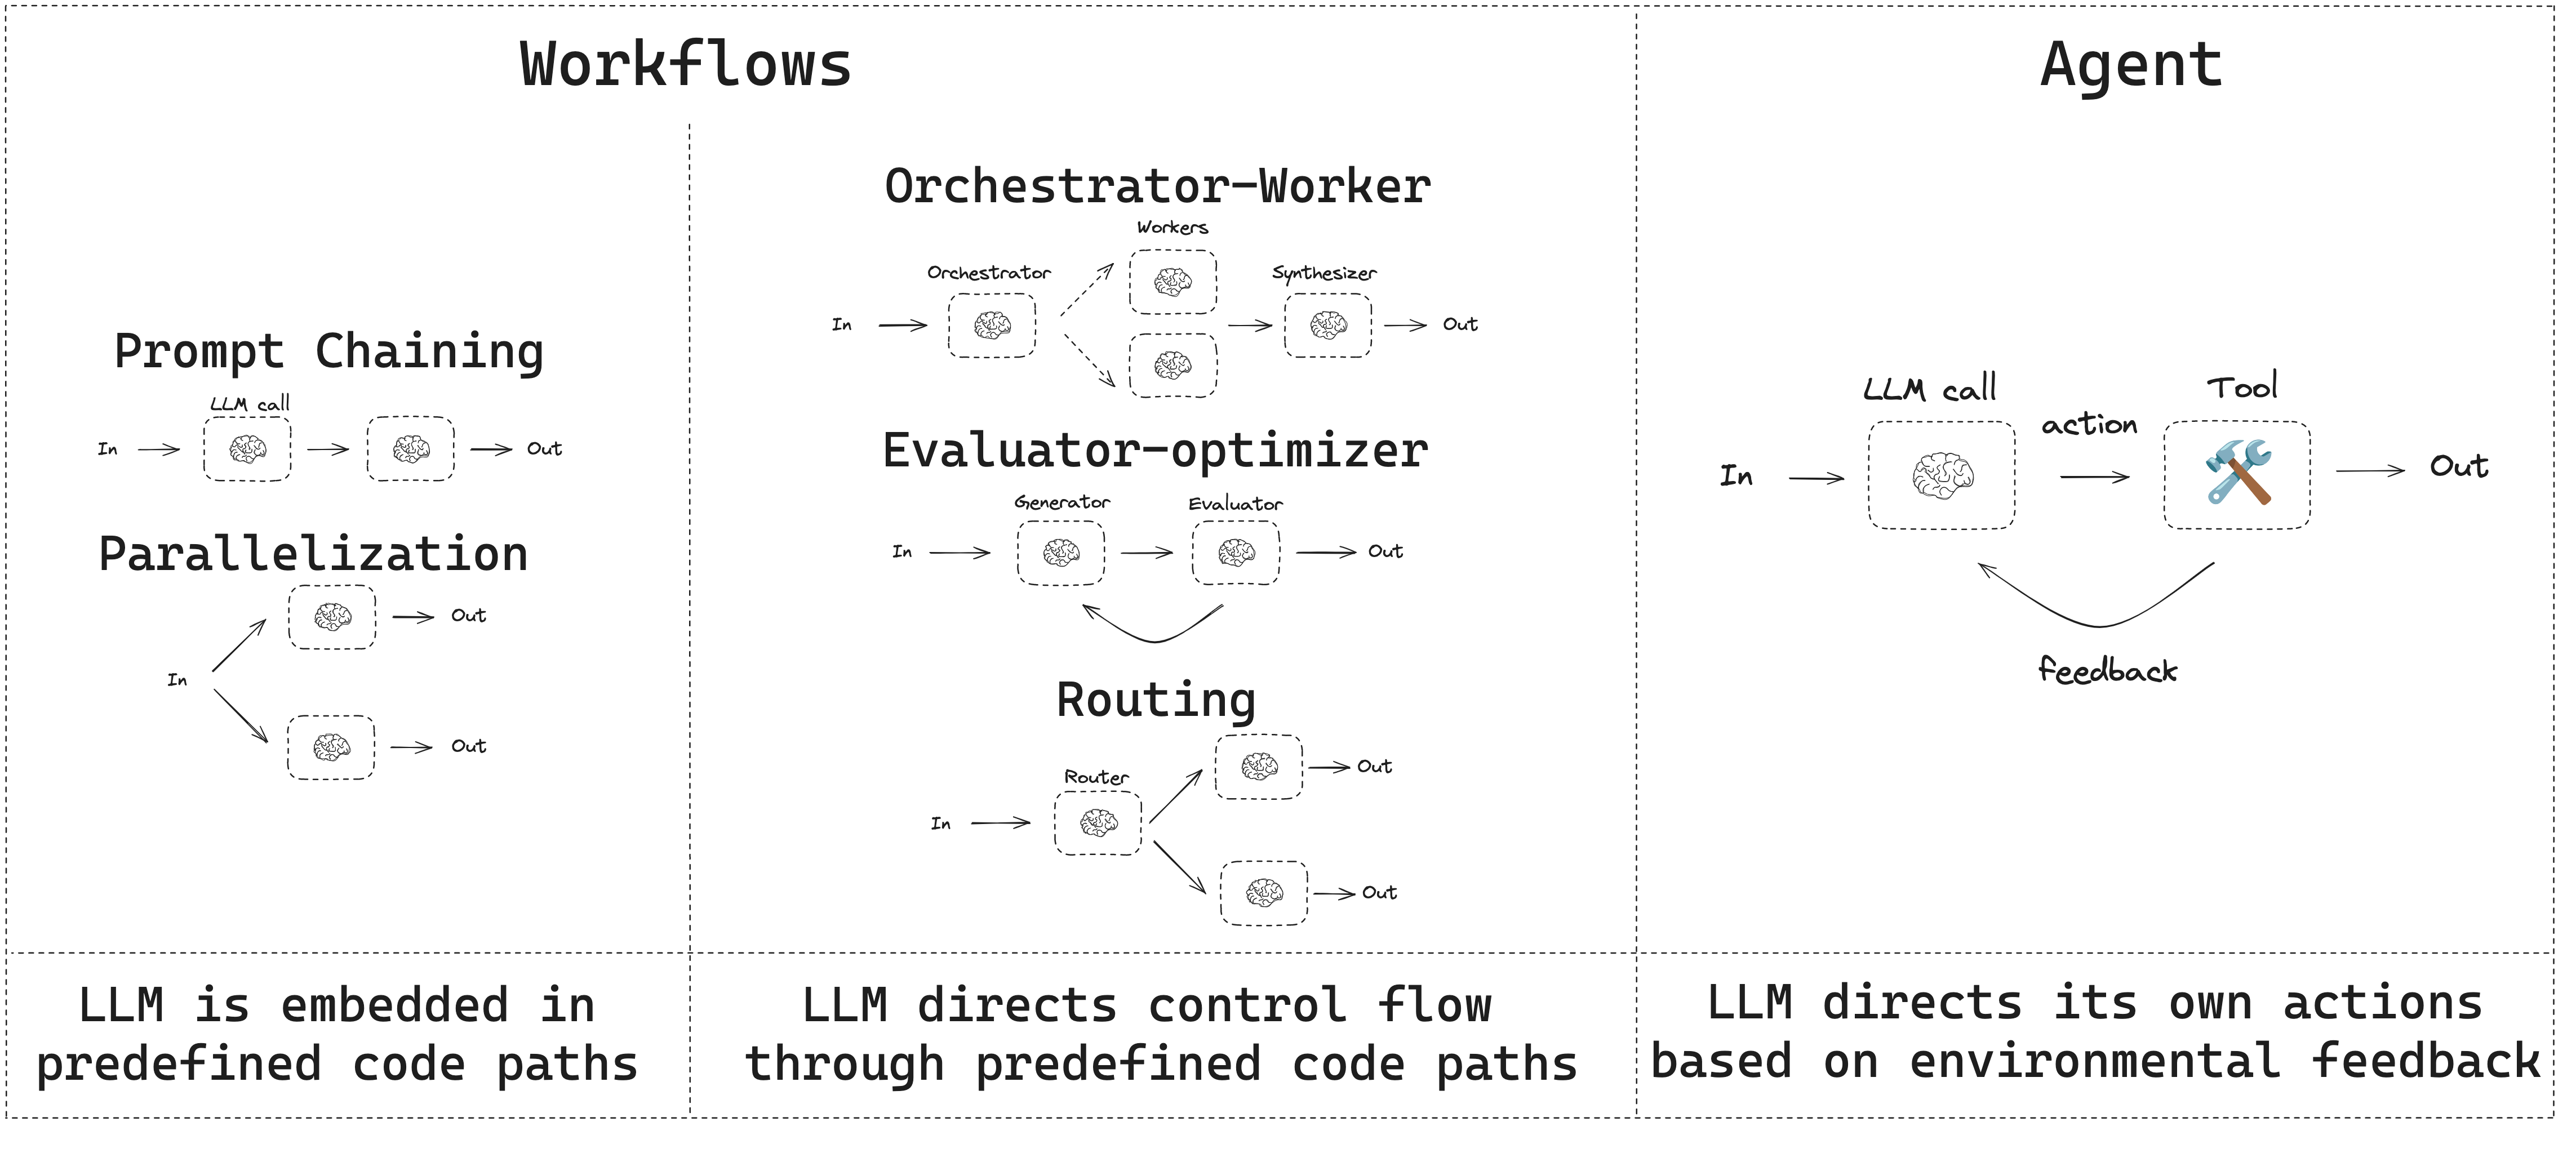 Workflows
Agent
Prompt Chaining
LLM call
In
Out
Parallelization
In
Out
Out
Orchestrator-Worker
Workers
Orchestrator
Synthesizer
In
Out
Evaluator-optimizer
Generator
Evaluator
In
Out
Routing
Router
In
Out
Out
LLM call
action
Tool
In
Out
feedback
LLM is embedded in
predefined code paths
LLM directs control flow
through predefined code paths
LLM directs its own actions
based on environmental feedback